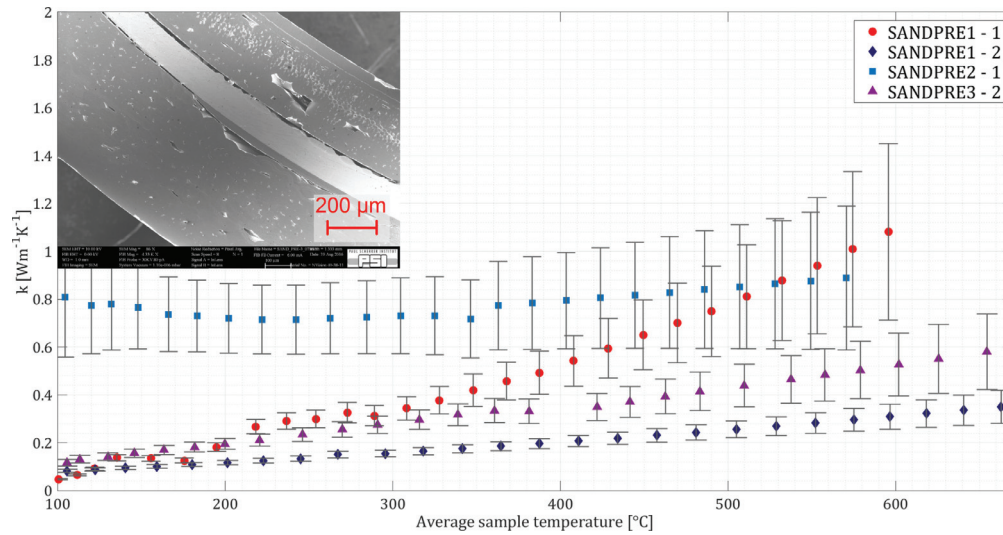 k [Wm⁻¹K⁻¹]
2
1.8
1.6
1.4
1.2
1
0.8
0.6
0.4
0.2
0
SANDPRE1 - 1
SANDPRE1 - 2
SANDPRE2 - 1
SANDPRE3 - 2
200 µm
100
200
300
400
500
600
Average sample temperature [°C]